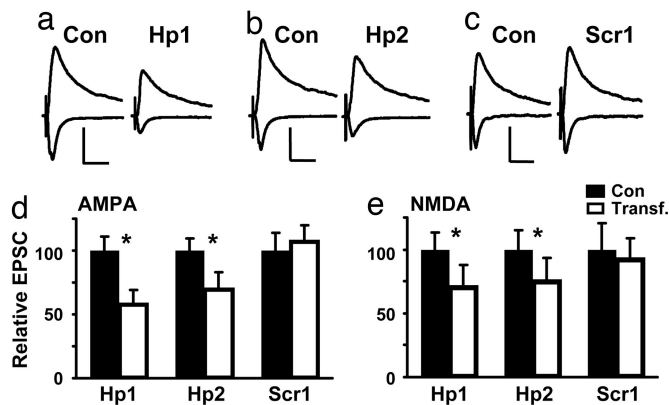 a b c
Con Hp1 Con Hp2 Con Scr1
d AMPA
e NMDA
Con
Transf.
Relative EPSC
100
50
0
* *
Hp1 Hp2 Scr1
100
50
0
* *
Hp1 Hp2 Scr1